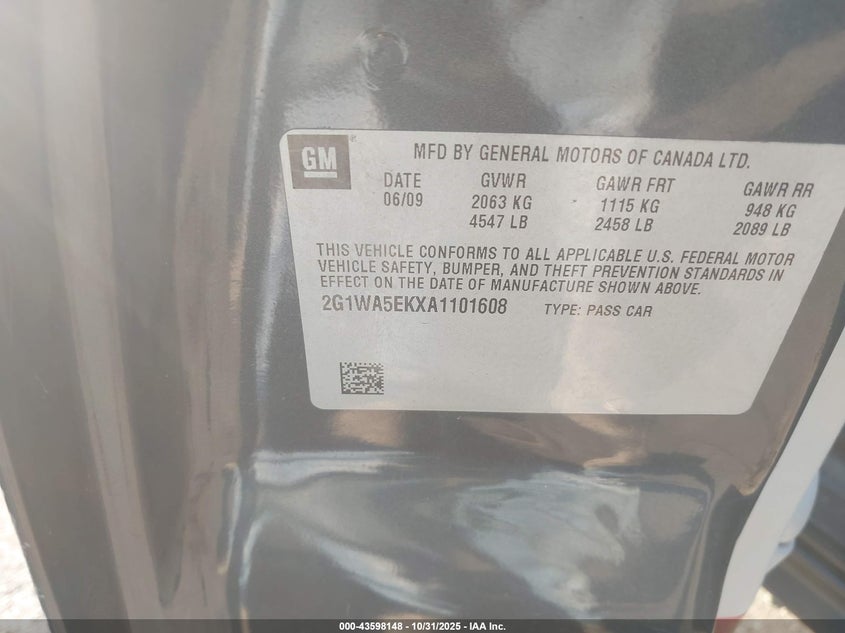 GM ®
MFD BY GENERAL MOTORS OF CANADA LTD.
DATE GVWR GAWR FRT GAWR RR
06/09 2063 KG 1115 KG 948 KG
4547 LB 2458 LB 2089 LB
THIS VEHICLE CONFORMS TO ALL APPLICABLE U.S. FEDERAL MOTOR
VEHICLE SAFETY, BUMPER, AND THEFT PREVENTION STANDARDS IN
EFFECT ON THE DATE OF MANUFACTURE SHOWN ABOVE.
2G1WA5EKXA1101608 TYPE: PASS CAR
000-43598148 - 10/31/2025 - IAA Inc.